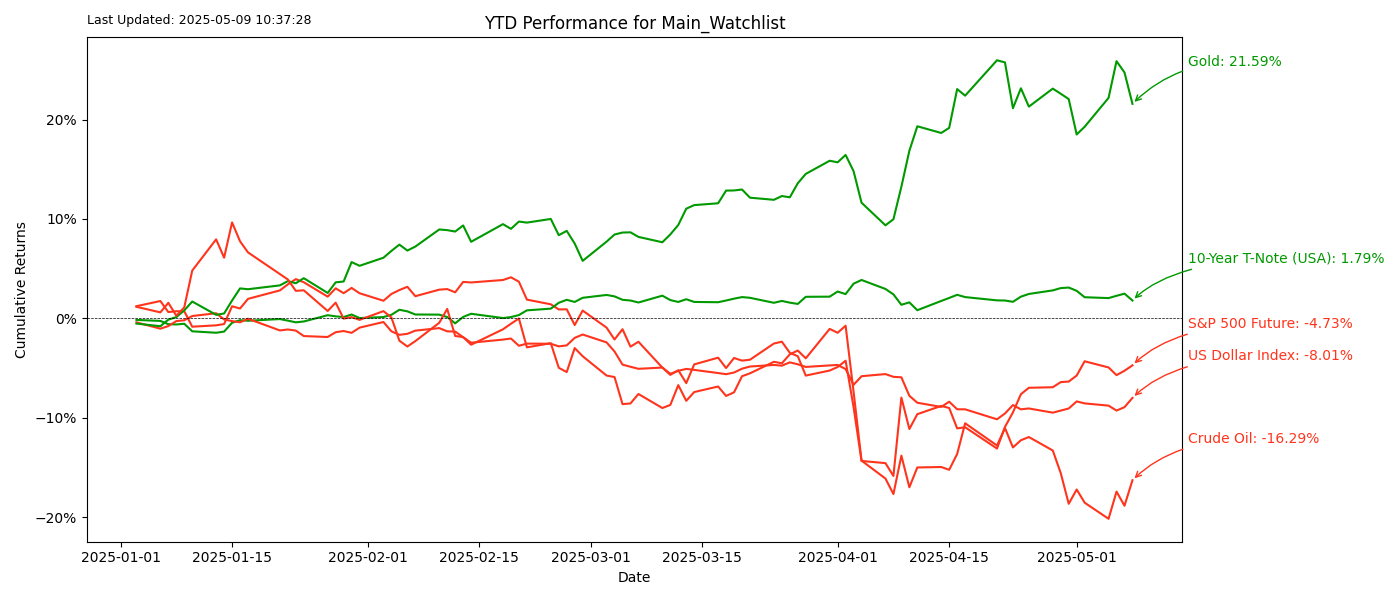 Last Updated: 2025-05-09 10:37:28
YTD Performance for Main_Watchlist
Cumulative Returns
20%
10%
0%
−10%
−20%
Gold: 21.59%
10-Year T-Note (USA): 1.79%
S&P 500 Future: -4.73%
US Dollar Index: -8.01%
Crude Oil: -16.29%
2025-01-01
2025-01-15
2025-02-01
2025-02-15
2025-03-01
2025-03-15
2025-04-01
2025-04-15
2025-05-01
Date